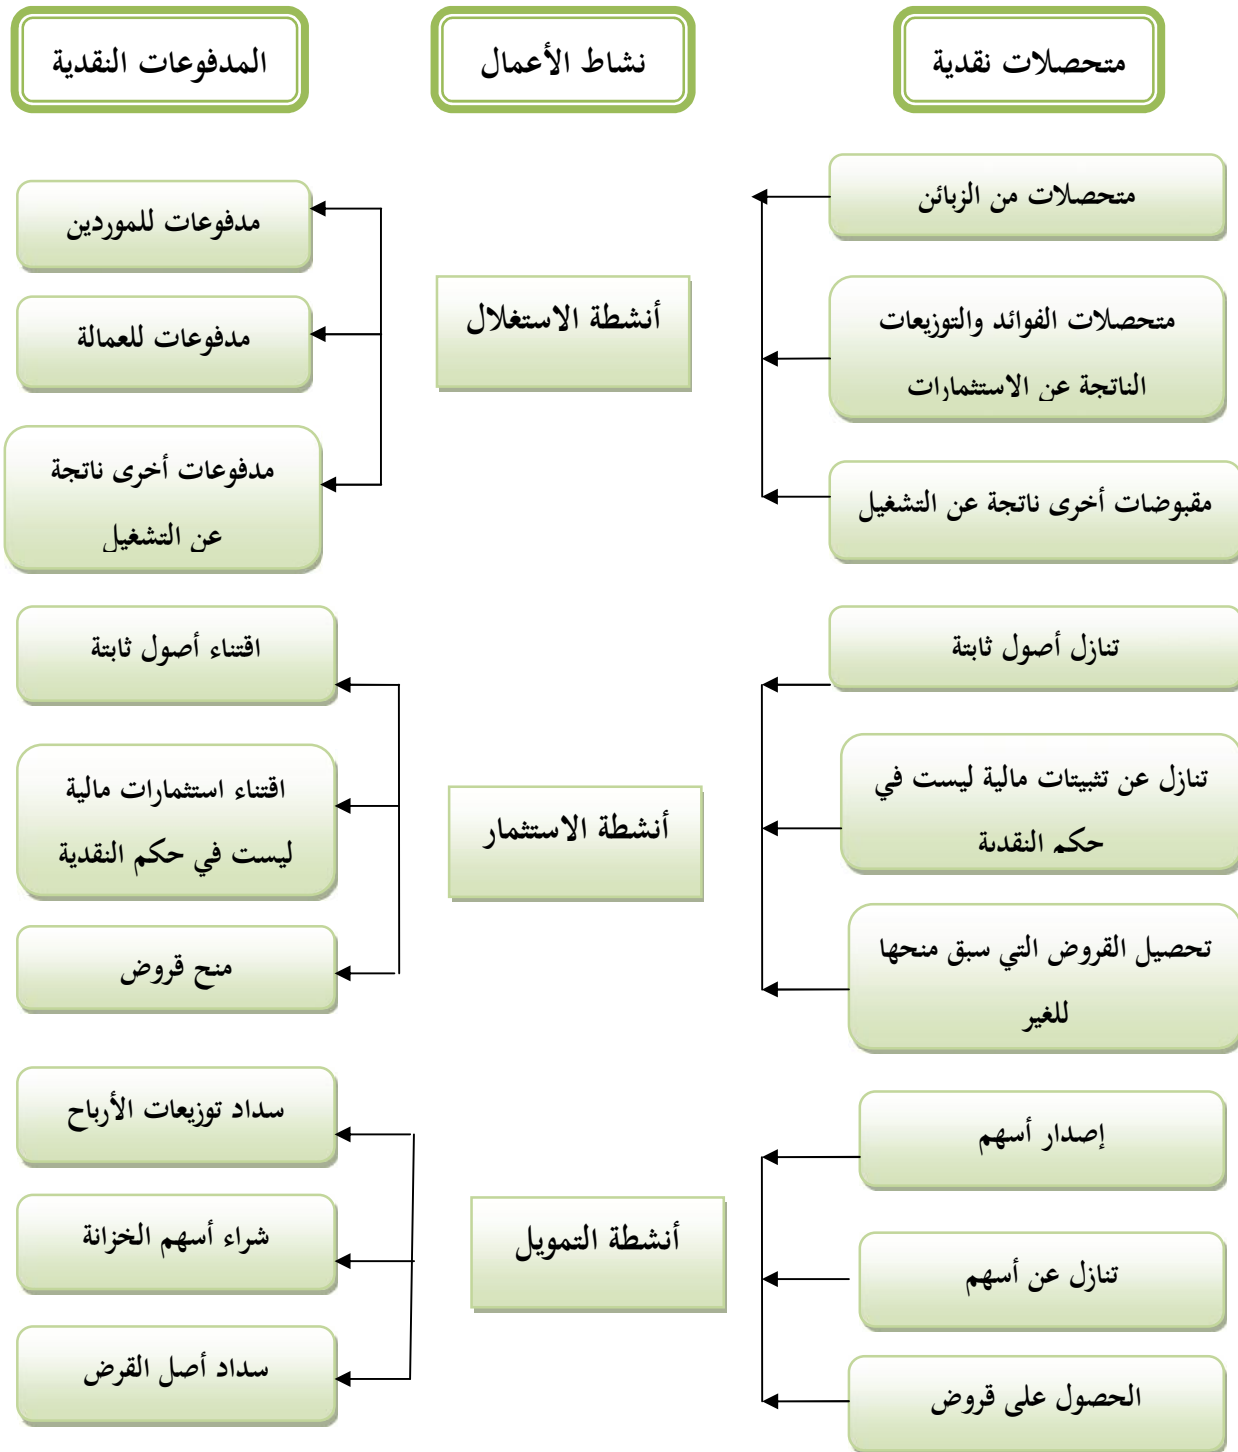 متحصلات نقدية
نشاط الأعمال
المدفوعات النقدية
متحصلات من الزبائن
متحصلات الفوائد والتوزيعات
الناتجة عن الاستثمارات
مقبوضات أخرى ناتجة عن التشغيل
أنشطة الاستغلال
مدفوعات للموردين
مدفوعات للعمالة
مدفوعات أخرى ناتجة
عن التشغيل
تنازل أصول ثابتة
تنازل عن تثبيتات مالية ليست في
حكم النقدية
تحصيل القروض التي سبق منحها
للغير
أنشطة الاستثمار
اقتناء أصول ثابتة
اقتناء استثمارات مالية
ليست في حكم النقدية
منح قروض
إصدار أسهم
تنازل عن أسهم
الحصول على قروض
أنشطة التمويل
سداد توزيعات الأرباح
شراء أسهم الخزانة
سداد أصل القرض